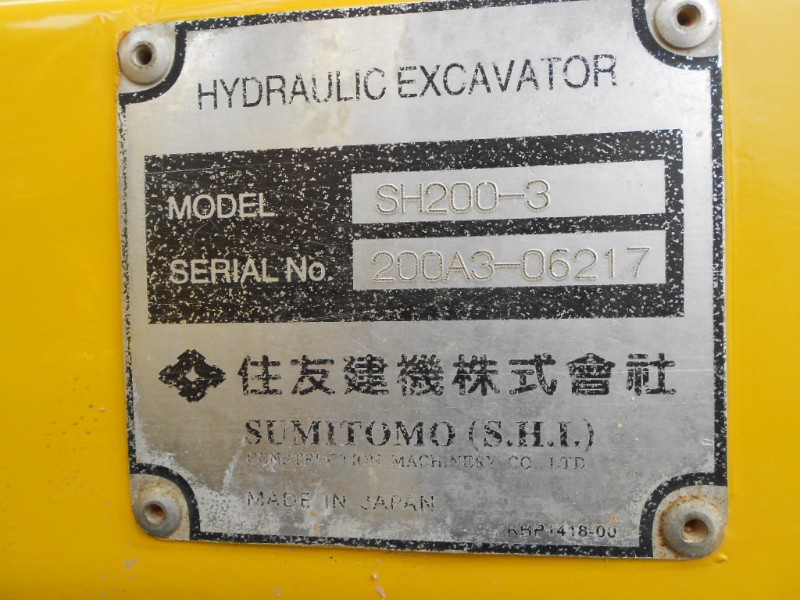 HYDRAULIC EXCAVATOR
MODEL SH200-3
SERIAL No. 200A3-06217
住友建機株式會社
SUMITOMO (S.H.I.)
CONSTRUCTION MACHINERY CO., LTD.
MADE IN JAPAN
KHP1418-00